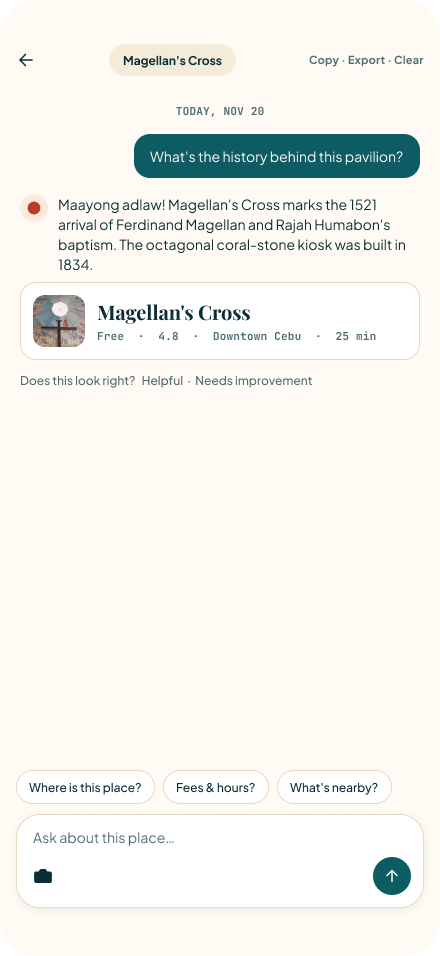 Magellan's Cross
Copy · Export · Clear
TODAY, NOV 20
What's the history behind this pavilion?
Maayong adlaw! Magellan's Cross marks the 1521
arrival of Ferdinand Magellan and Rajah Humabon's
baptism. The octagonal coral-stone kiosk was built in
1834.
Magellan's Cross
Free · 4.8 · Downtown Cebu · 25 min
Does this look right? Helpful · Needs improvement
Where is this place?
Fees & hours?
What's nearby?
Ask about this place…